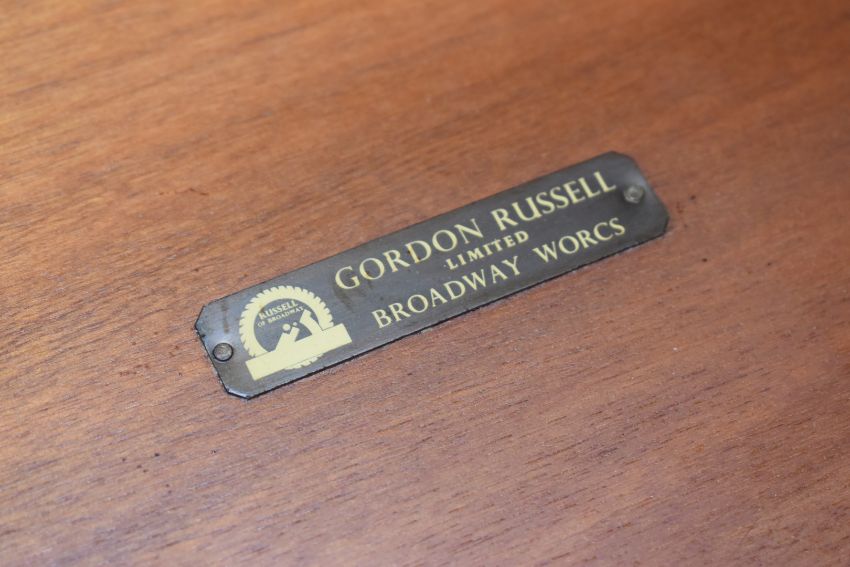 GORDON RUSSELL
LIMITED
BROADWAY WORCS
RUSSELL
OF BROADWAY